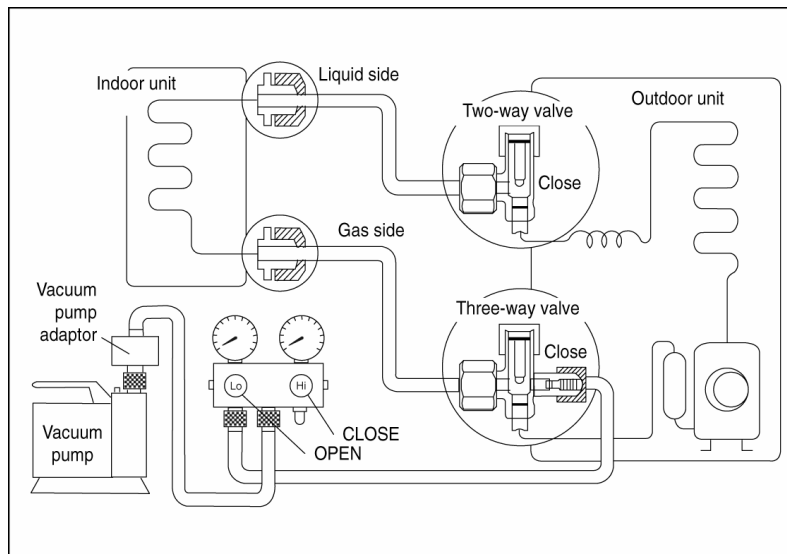 Indoor unit
Liquid side
Two-way valve
Outdoor unit
Close
Gas side
Vacuum
pump
adaptor
Three-way valve
Close
Lo
Hi
CLOSE
OPEN
Vacuum
pump